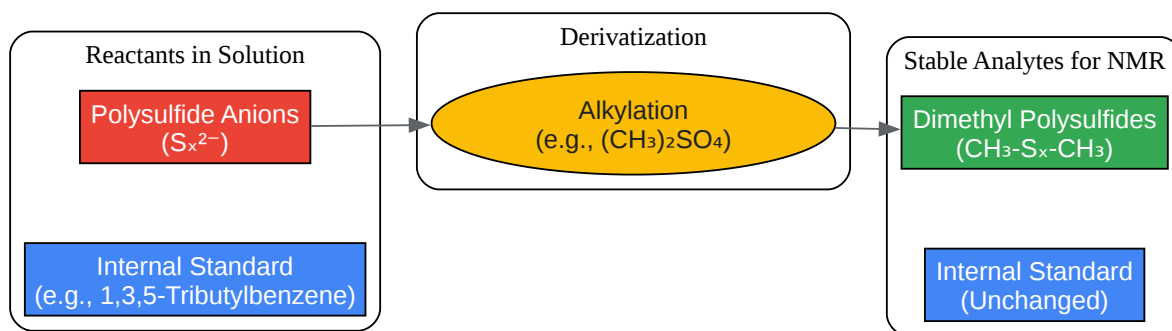 Reactants in Solution
Polysulfide Anions
(Sₓ²⁻)
Internal Standard
(e.g., 1,3,5-Tributylbenzene)
Derivatization
Alkylation
(e.g., (CH₃)₂SO₄)
Stable Analytes for NMR
Dimethyl Polysulfides
(CH₃-Sₓ-CH₃)
Internal Standard
(Unchanged)